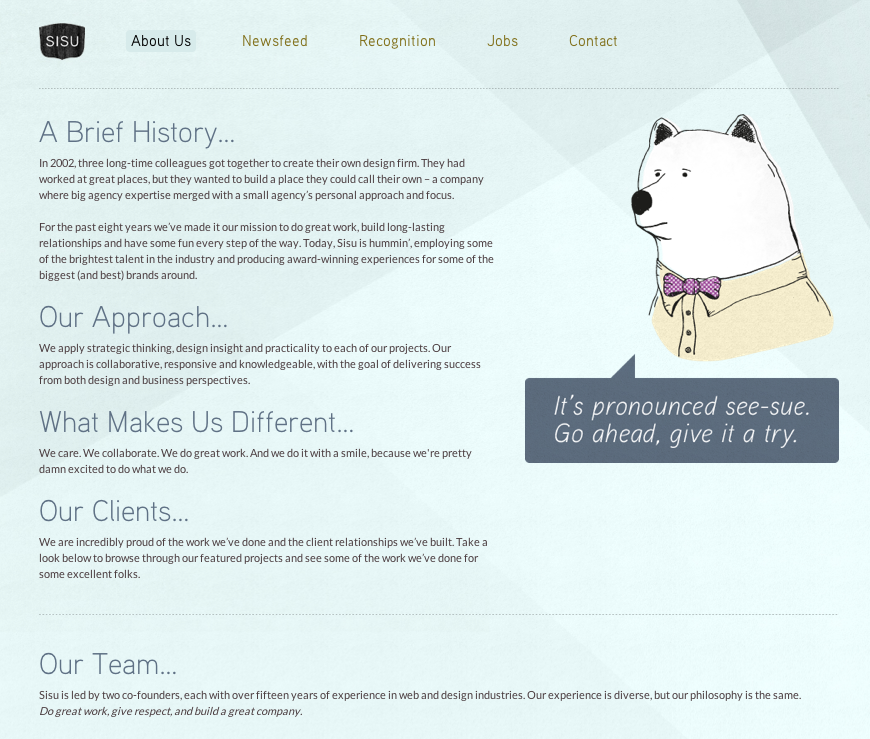 SISU
About Us
Newsfeed
Recognition
Jobs
Contact
A Brief History...
In 2002, three long-time colleagues got together to create their own design firm. They had
worked at great places, but they wanted to build a place they could call their own – a company
where big agency expertise merged with a small agency's personal approach and focus.
For the past eight years we've made it our mission to do great work, build long-lasting
relationships and have some fun every step of the way. Today, Sisu is hummin', employing some
of the brightest talent in the industry and producing award-winning experiences for some of the
biggest (and best) brands around.
Our Approach...
We apply strategic thinking, design insight and practicality to each of our projects. Our
approach is collaborative, responsive and knowledgeable, with the goal of delivering success
from both design and business perspectives.
What Makes Us Different...
We care. We collaborate. We do great work. And we do it with a smile, because we're pretty
damn excited to do what we do.
Our Clients...
We are incredibly proud of the work we've done and the client relationships we've built. Take a
look below to browse through our featured projects and see some of the work we've done for
some excellent folks.
It's pronounced see-sue.
Go ahead, give it a try.
Our Team...
Sisu is led by two co-founders, each with over fifteen years of experience in web and design industries. Our experience is diverse, but our philosophy is the same.
Do great work, give respect, and build a great company.